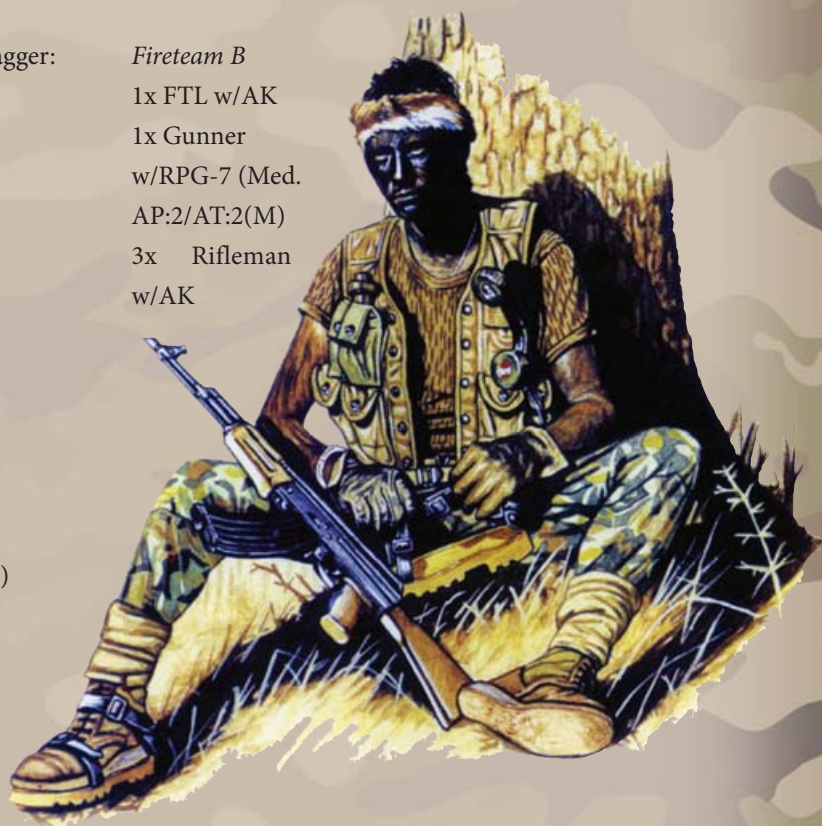 Fireteam B
1x FTL w/AK
1x Gunner
w/RPG-7 (Med.
AP:2/AT:2(M)
3x Rifleman
w/AK
)